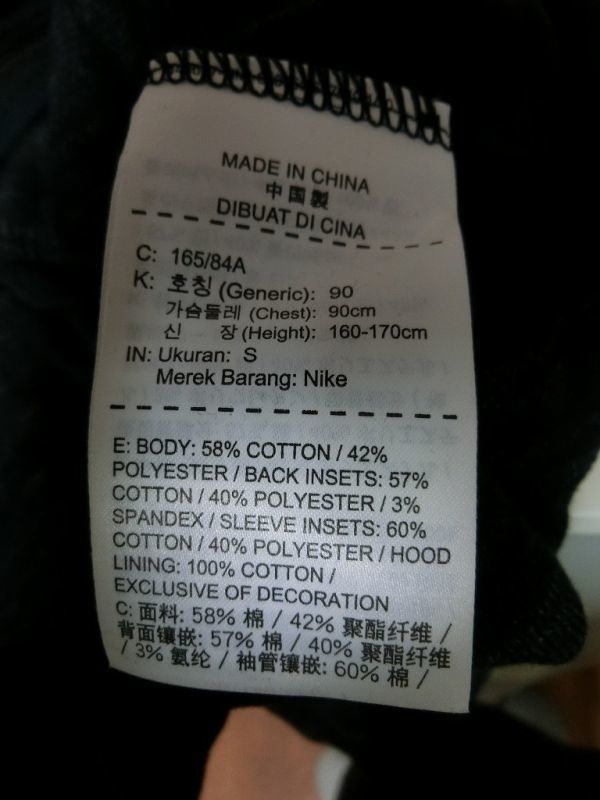 MADE IN CHINA
中国製
DIBUAT DI CINA
C: 165/84A
K: 호칭 (Generic): 90
가슴둘레 (Chest): 90cm
신 장 (Height): 160-170cm
IN: Ukuran: S
Merek Barang: Nike
E: BODY: 58% COTTON / 42%
POLYESTER / BACK INSETS: 57%
COTTON / 40% POLYESTER / 3%
SPANDEX / SLEEVE INSETS: 60%
COTTON / 40% POLYESTER / HOOD
LINING: 100% COTTON /
EXCLUSIVE OF DECORATION
C: 面料: 58% 棉 / 42% 聚酯纤维 /
背面镶嵌: 57% 棉 / 40% 聚酯纤维
/ 3% 氨纶 / 袖管镶嵌: 60% 棉 /